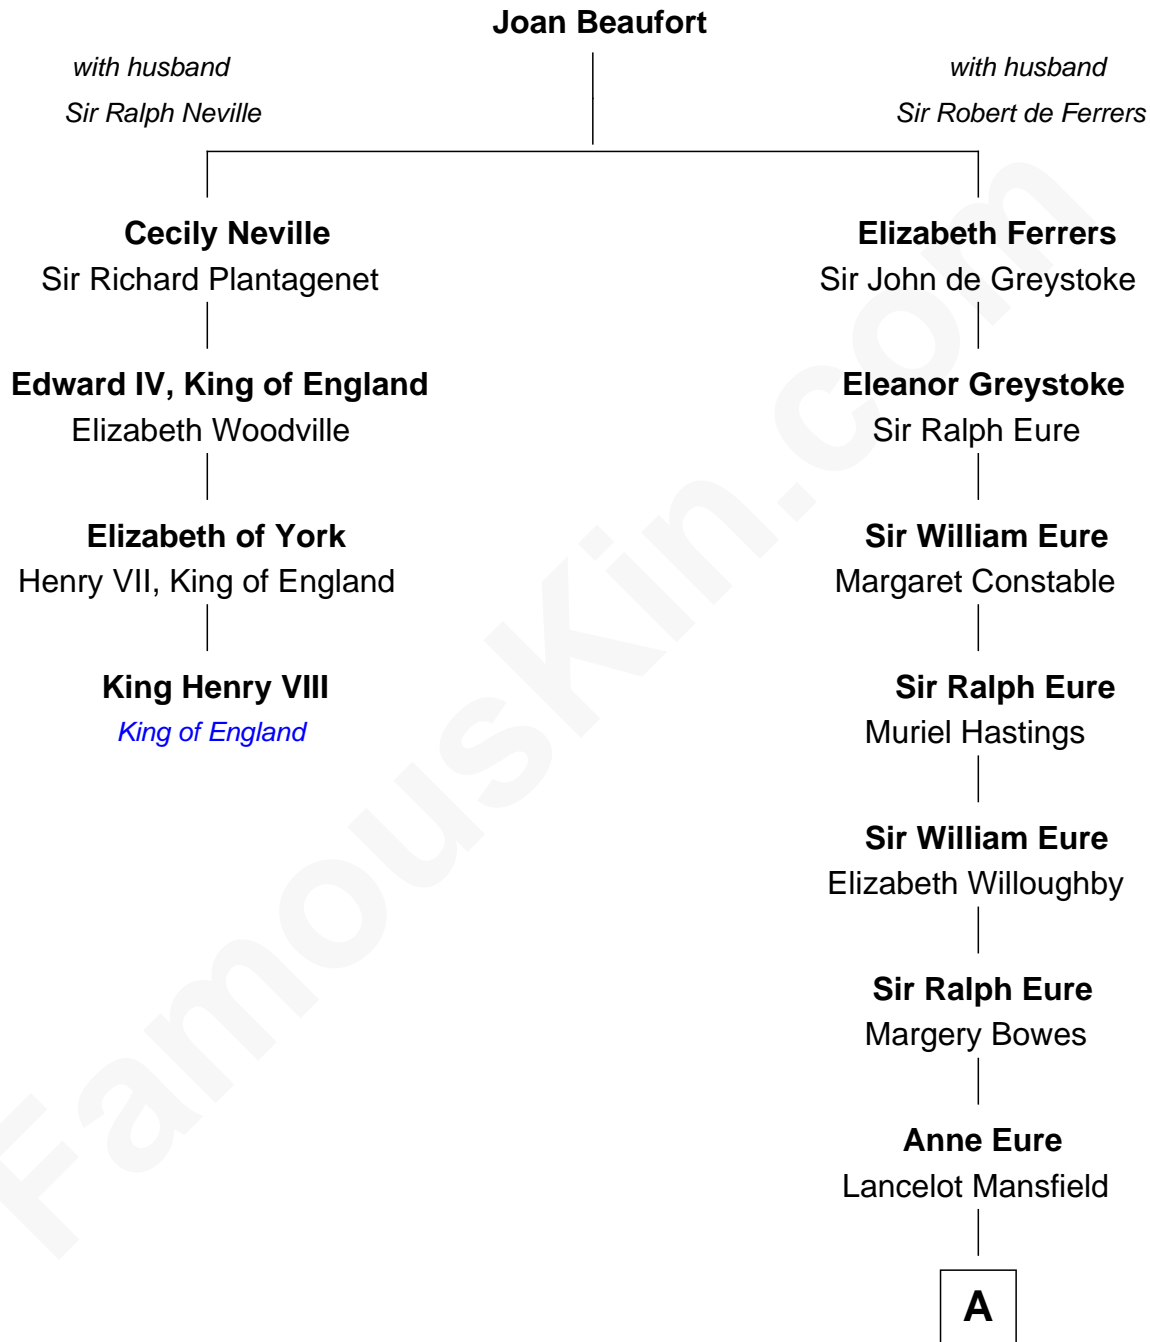 Joan Beaufort
with husband
Sir Ralph Neville
with husband
Sir Robert de Ferrers
Cecily Neville
Sir Richard Plantagenet
Edward IV, King of England
Elizabeth Woodville
Elizabeth of York
Henry VII, King of England
King Henry VIII
King of England
Elizabeth Ferrers
Sir John de Greystoke
Eleanor Greystoke
Sir Ralph Eure
Sir William Eure
Margaret Constable
Sir Ralph Eure
Muriel Hastings
Sir William Eure
Elizabeth Willoughby
Sir Ralph Eure
Margery Bowes
Anne Eure
Lancelot Mansfield
A
FamousKin.com